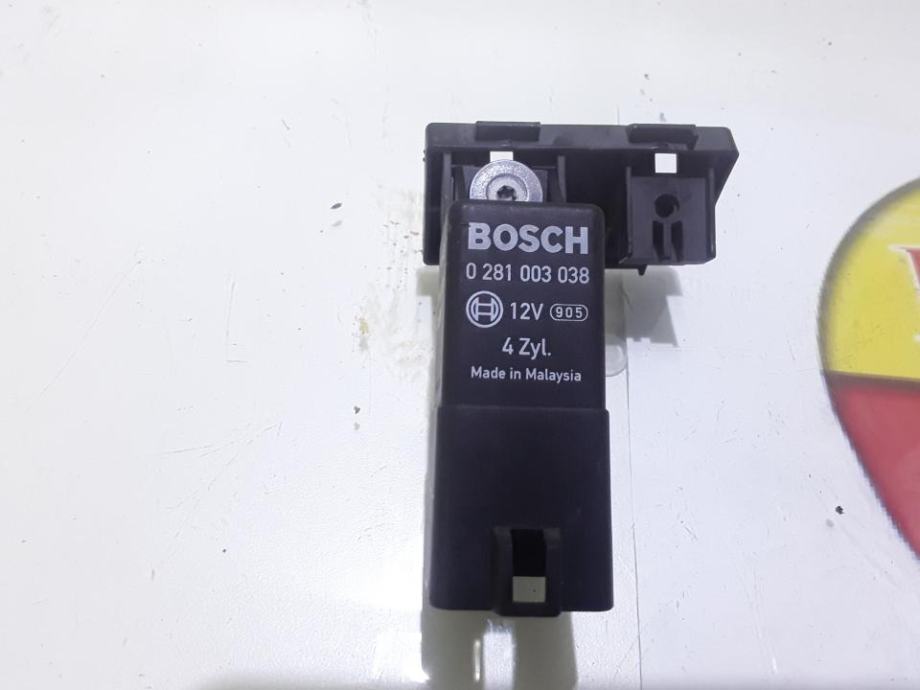 BOSCH
0 281 003 038
12V 905
4 Zyl.
Made in Malaysia